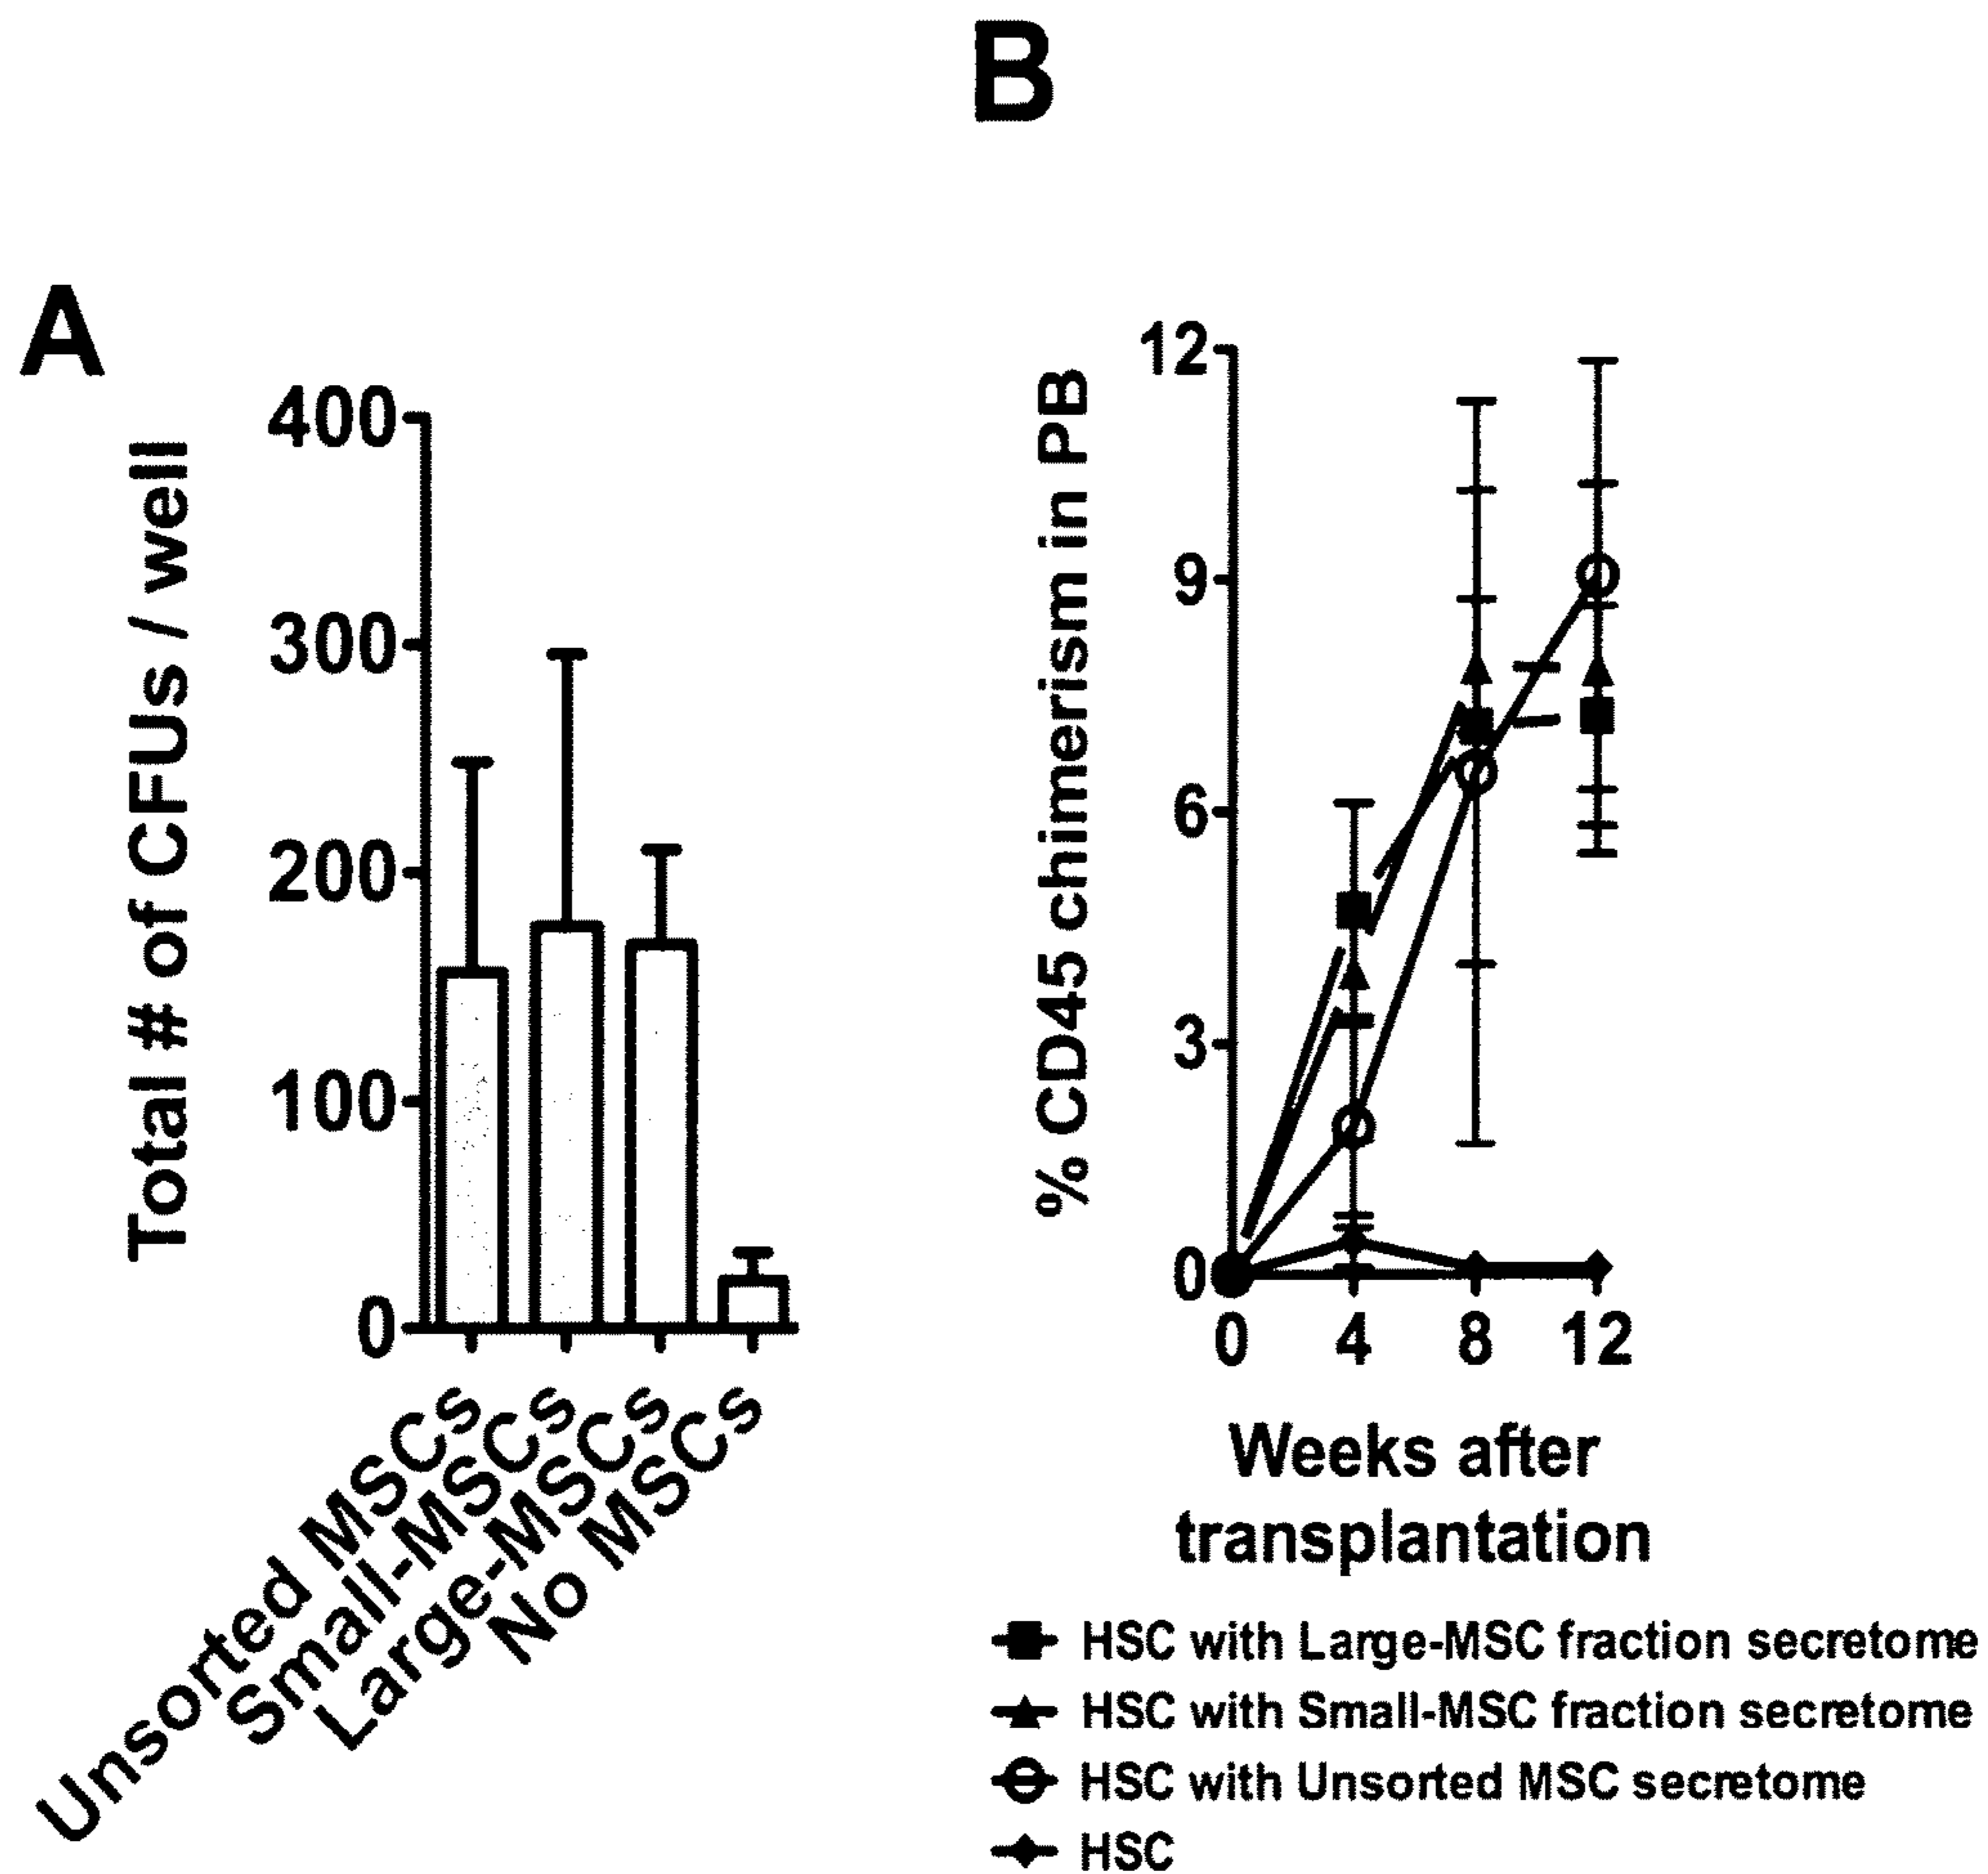 A
Total # of CFUs / well
400
300
200
100
0
Unsorted MSCs
Small-MSCs
Large-MSCs
No MSCs
B
% CD45 chimerism in PB
12
9
6
3
0
0 4 8 12
Weeks after
transplantation
HSC with Large-MSC fraction secretome
HSC with Small-MSC fraction secretome
HSC with Unsorted MSC secretome
HSC